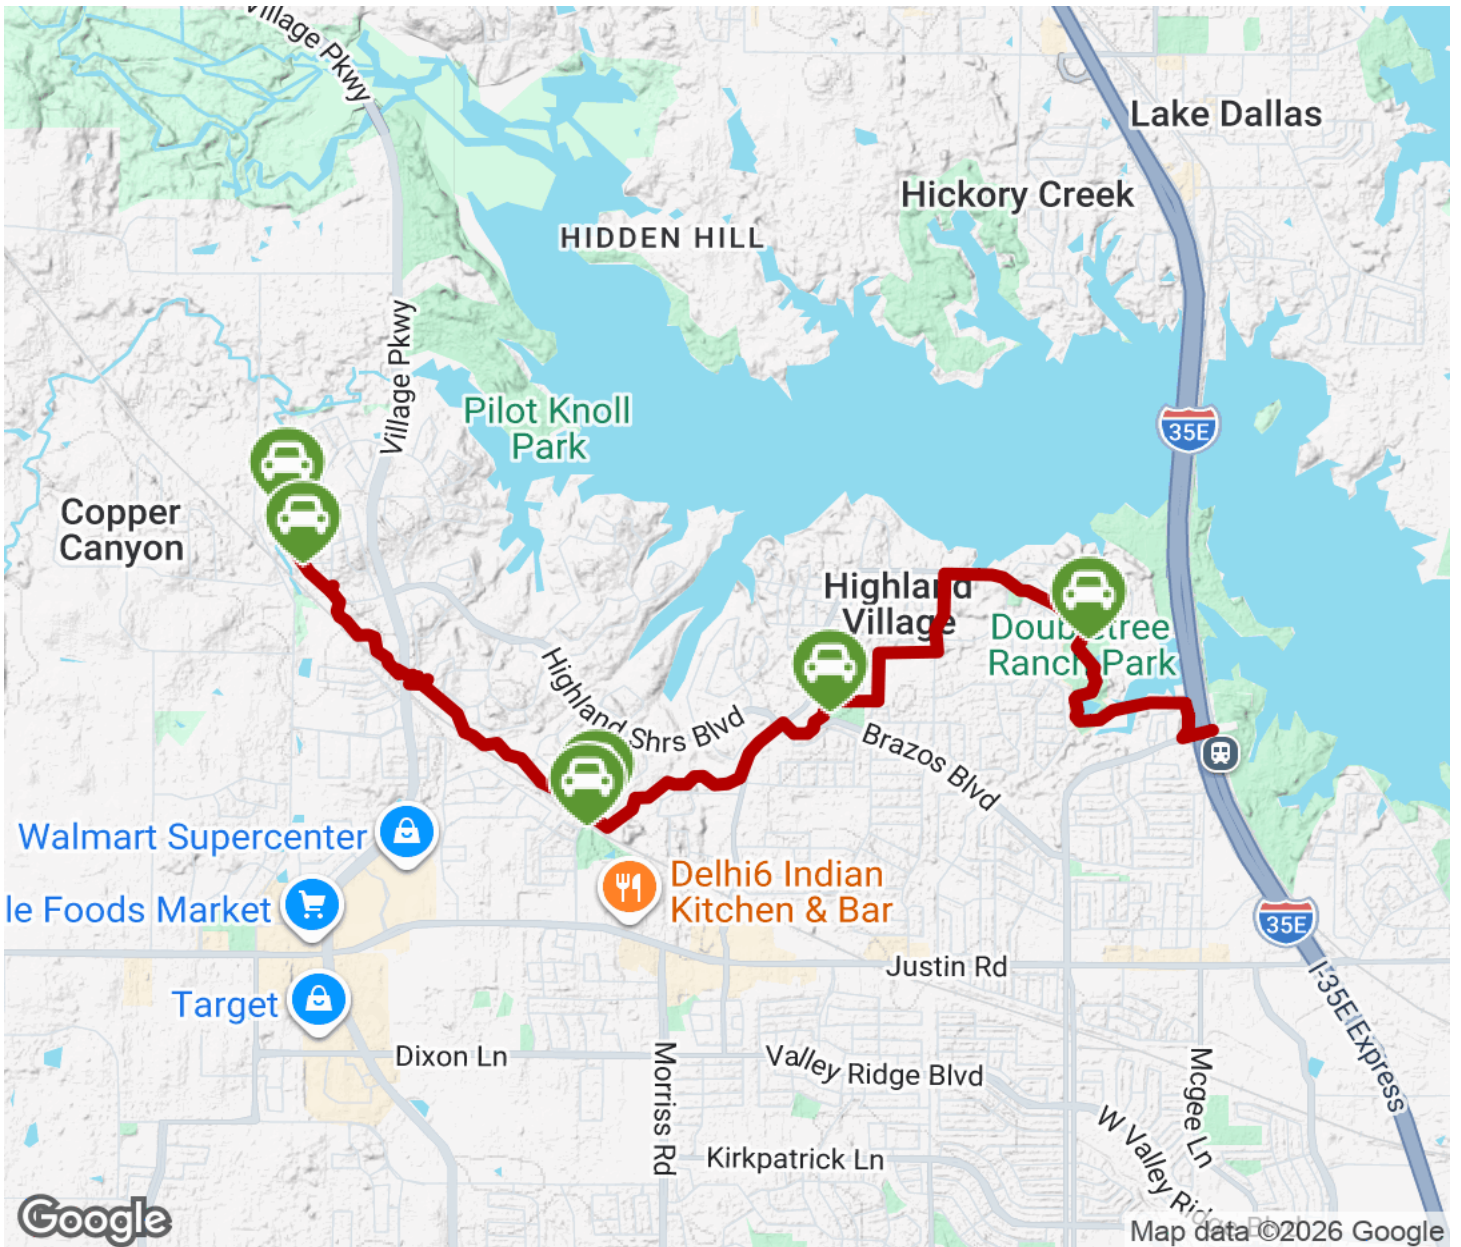 Village Pkwy
Lake Dallas
Hickory Creek
HIDDEN HILL
Village Pkwy
Pilot Knoll
Park
35E
Copper
Canyon
Highland
Village
Doubletree
Ranch Park
Highland Shrs Blvd
Brazos Blvd
Walmart Supercenter
Delhi6 Indian
Kitchen & Bar
le Foods Market
35E
Justin Rd
I-35E Express
Target
Dixon Ln
Morriss Rd
Valley Ridge Blvd
Mcgee Ln
W Valley Ridge Blvd
Kirkpatrick Ln
Google
Map data ©2026 Google